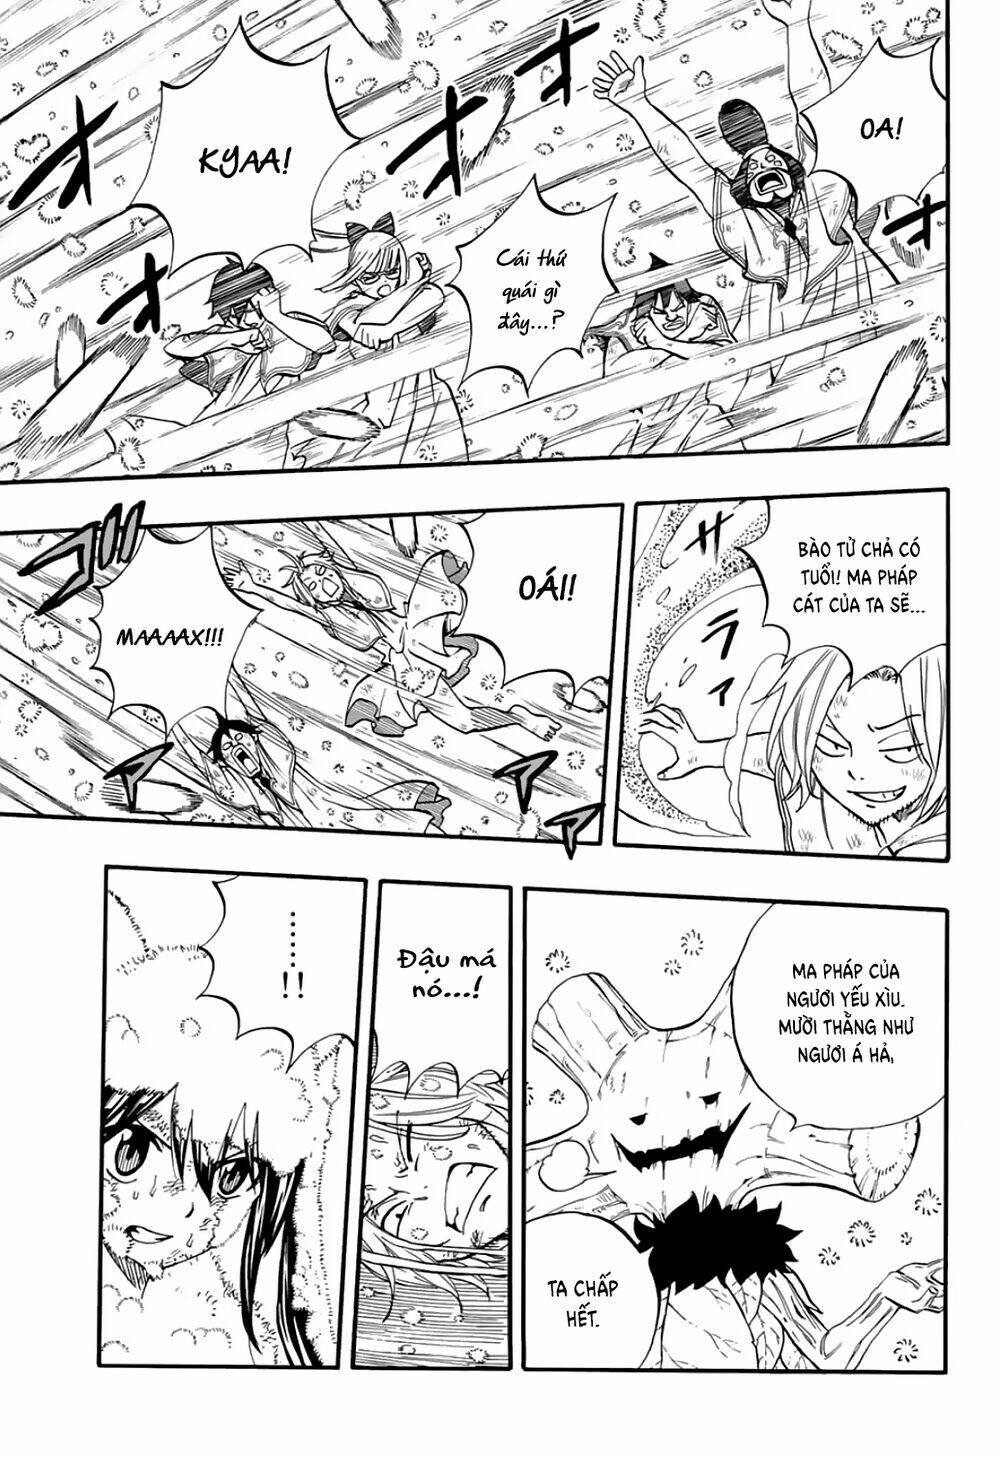 OA!
Cái thứ
quái gì
đây...?
KYAA!
BÀO TỬ CHẢ CÓ
TUỔI! MA PHÁP
CÁT CỦA TA SẼ...
OÁI!
MAAAAX!!!
MA PHÁP CỦA
NGƯƠI YẾU XÌU.
MƯỜI THẰNG NHƯ
NGƯƠI Á HẢ,
TA CHẤP
HẾT.
Đậu má
nó....!
......!!